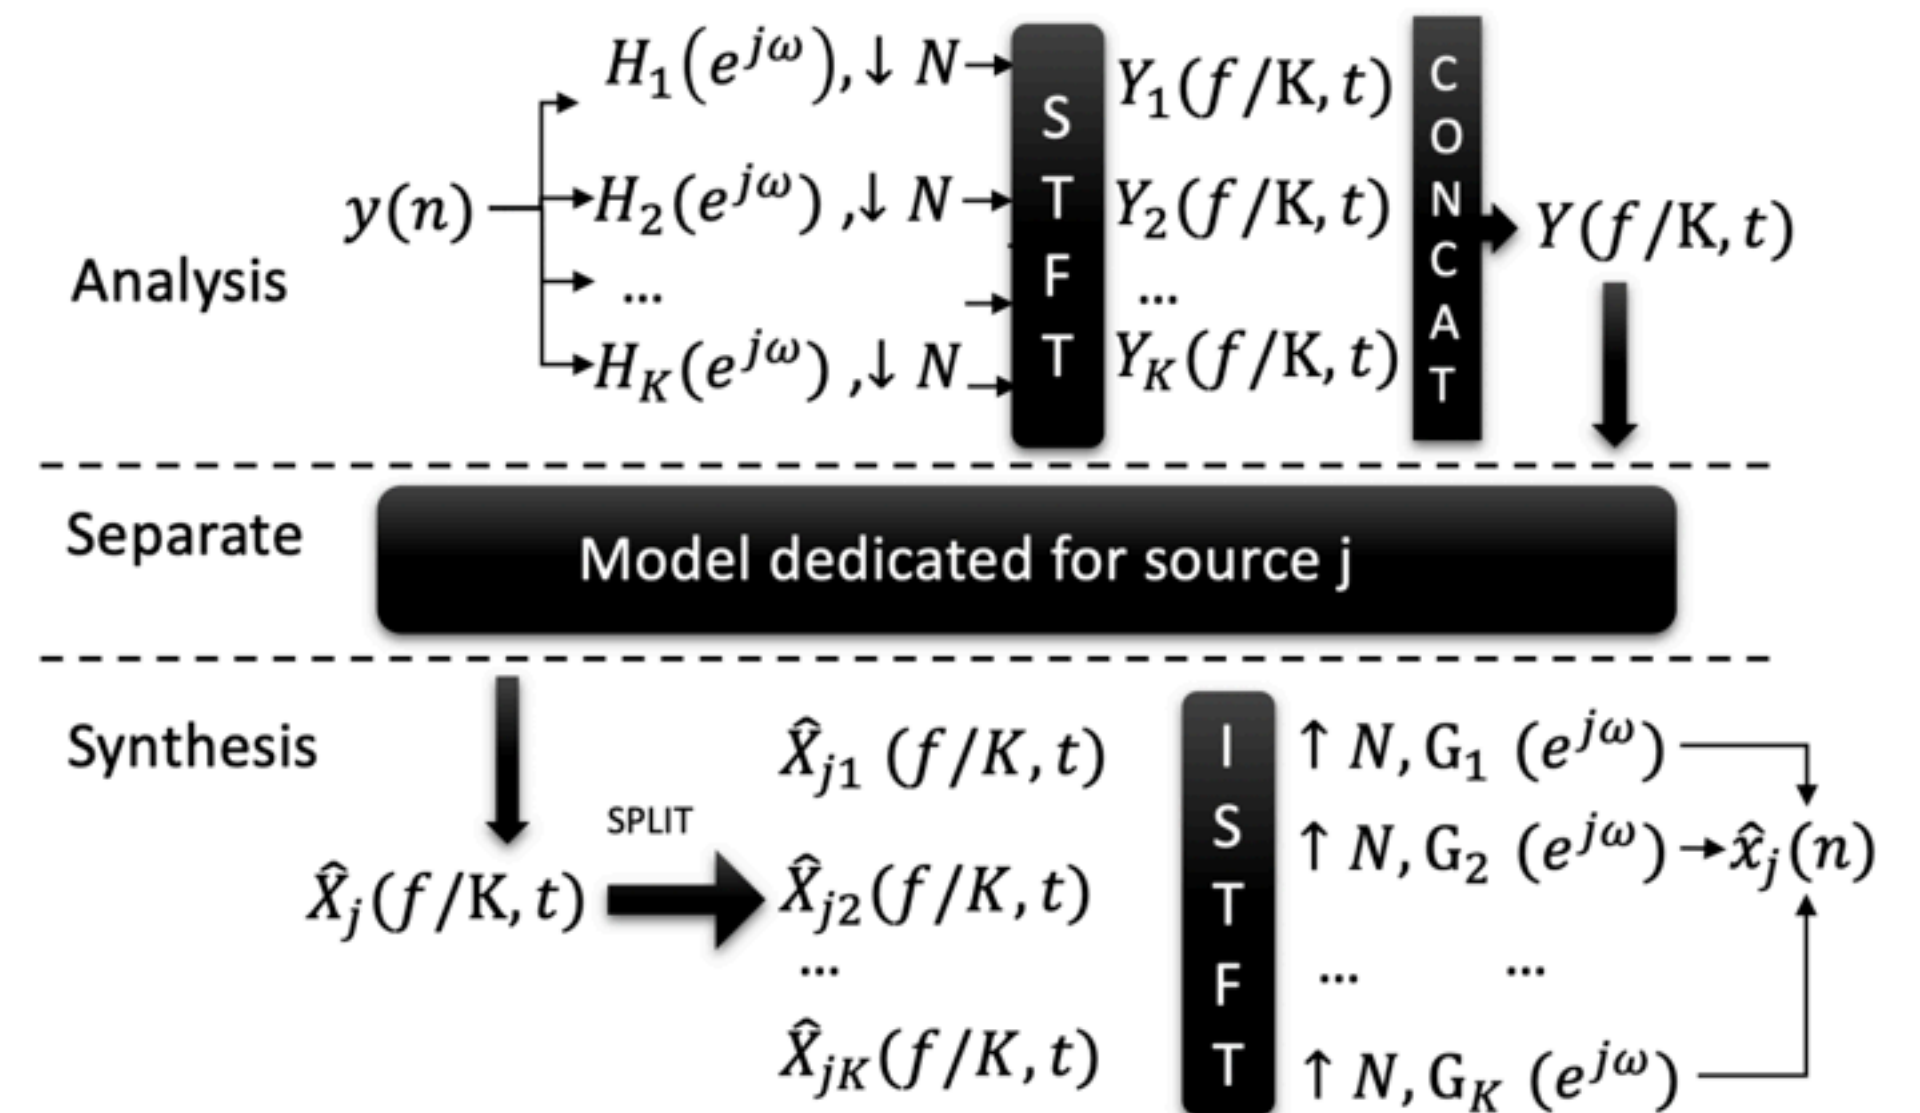 H₁(e^{jω}),↓ N
STFT
Y₁(f/K, t)
CONCAT
y(n)
H₂(e^{jω}) ,↓ N
Y₂(f/K, t)
Y(f/K, t)
Analysis
...
...
H_K(e^{jω}) ,↓ N
Y_K(f/K, t)
Separate
Model dedicated for source j
Synthesis
SPLIT
X̂_j(f/K, t)
X̂_{j1} (f/K, t)
X̂_{j2}(f/K, t)
...
X̂_{jK}(f/K, t)
ISTFT
↑ N, G₁ (e^{jω})
↑ N, G₂ (e^{jω})
x̂_j(n)
... ...
↑ N, G_K (e^{jω})